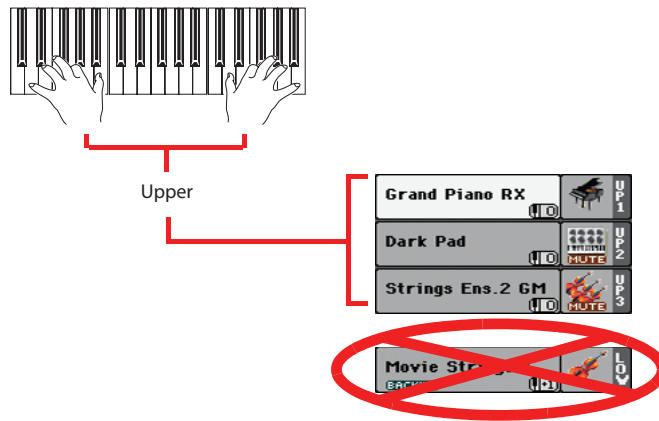 Upper
Grand Piano RX
0
UP1
Dark Pad
0
MUTE
UP2
Strings Ens.2 GM
0
MUTE
UP3
Movie
+1
LOW